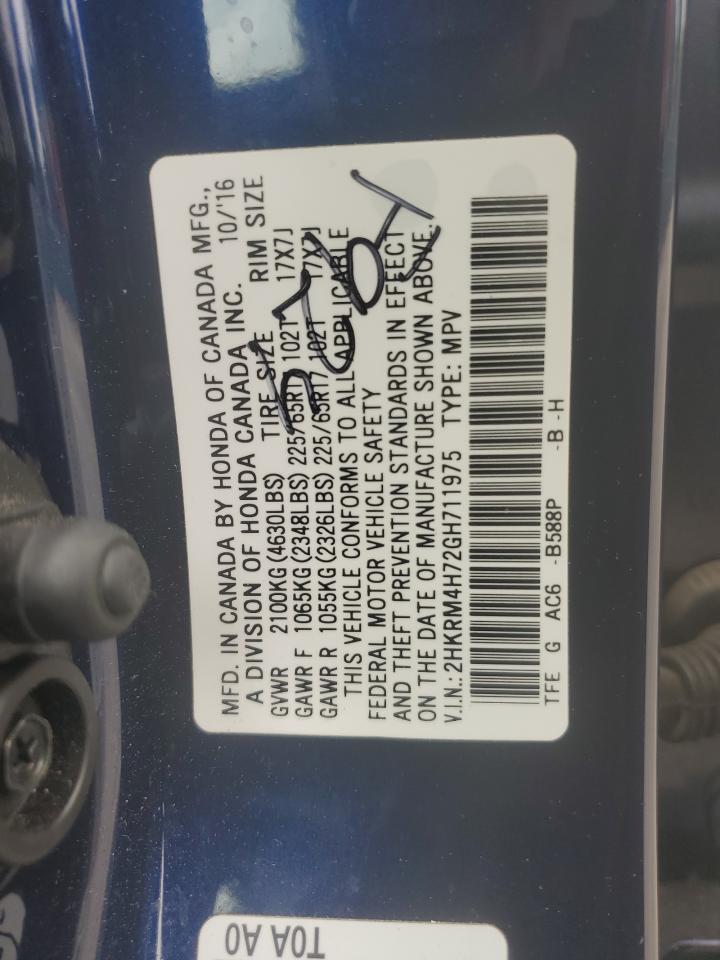 MFD. IN CANADA BY HONDA OF CANADA MFG.,
A DIVISION OF HONDA CANADA INC. 10/'16
GVWR 2100KG (4630LBS) TIRE SIZE RIM SIZE
GAWR F 1065KG (2348LBS) 225/65R17 102T 17X7J
GAWR R 1055KG (2326LBS) 225/65R17 102T 17X7J
THIS VEHICLE CONFORMS TO ALL APPLICABLE
FEDERAL MOTOR VEHICLE SAFETY
AND THEFT PREVENTION STANDARDS IN EFFECT
ON THE DATE OF MANUFACTURE SHOWN ABOVE.
V.I.N.: 2HKRM4H72GH711975 TYPE: MPV
TFE G AC6 -B588P -B -H
T0A A0